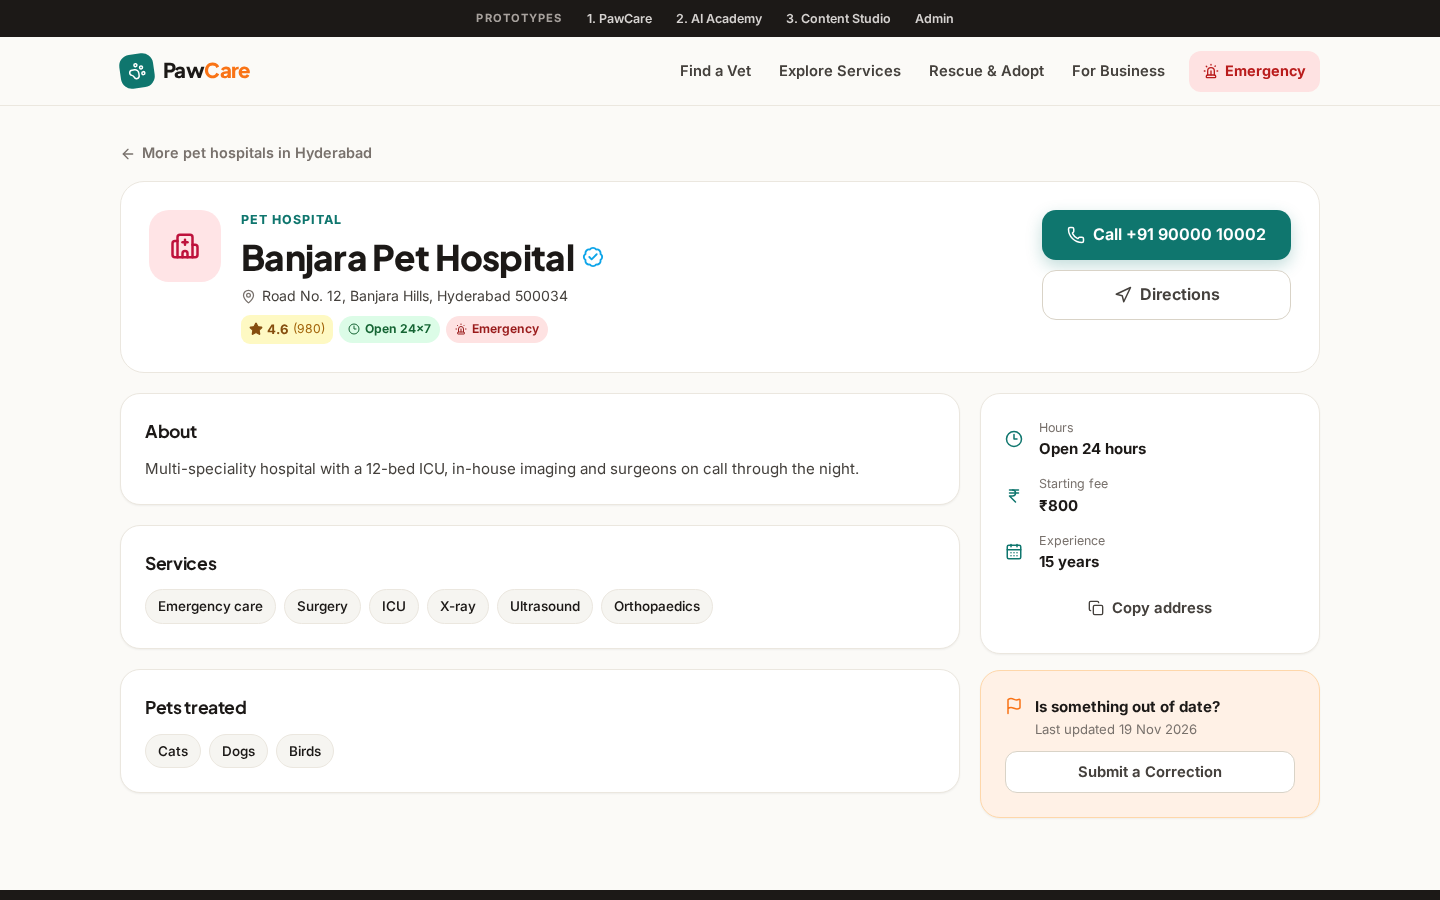 PROTOTYPES 1. PawCare 2. AI Academy 3. Content Studio Admin
PawCare
Find a Vet Explore Services Rescue & Adopt For Business Emergency
More pet hospitals in Hyderabad
PET HOSPITAL
Banjara Pet Hospital
Road No. 12, Banjara Hills, Hyderabad 500034
4.6 (980) Open 24×7 Emergency
Call +91 90000 10002
Directions
About
Multi-speciality hospital with a 12-bed ICU, in-house imaging and surgeons on call through the night.
Services
Emergency care Surgery ICU X-ray Ultrasound Orthopaedics
Pets treated
Cats Dogs Birds
Hours
Open 24 hours
Starting fee
₹800
Experience
15 years
Copy address
Is something out of date?
Last updated 19 Nov 2026
Submit a Correction